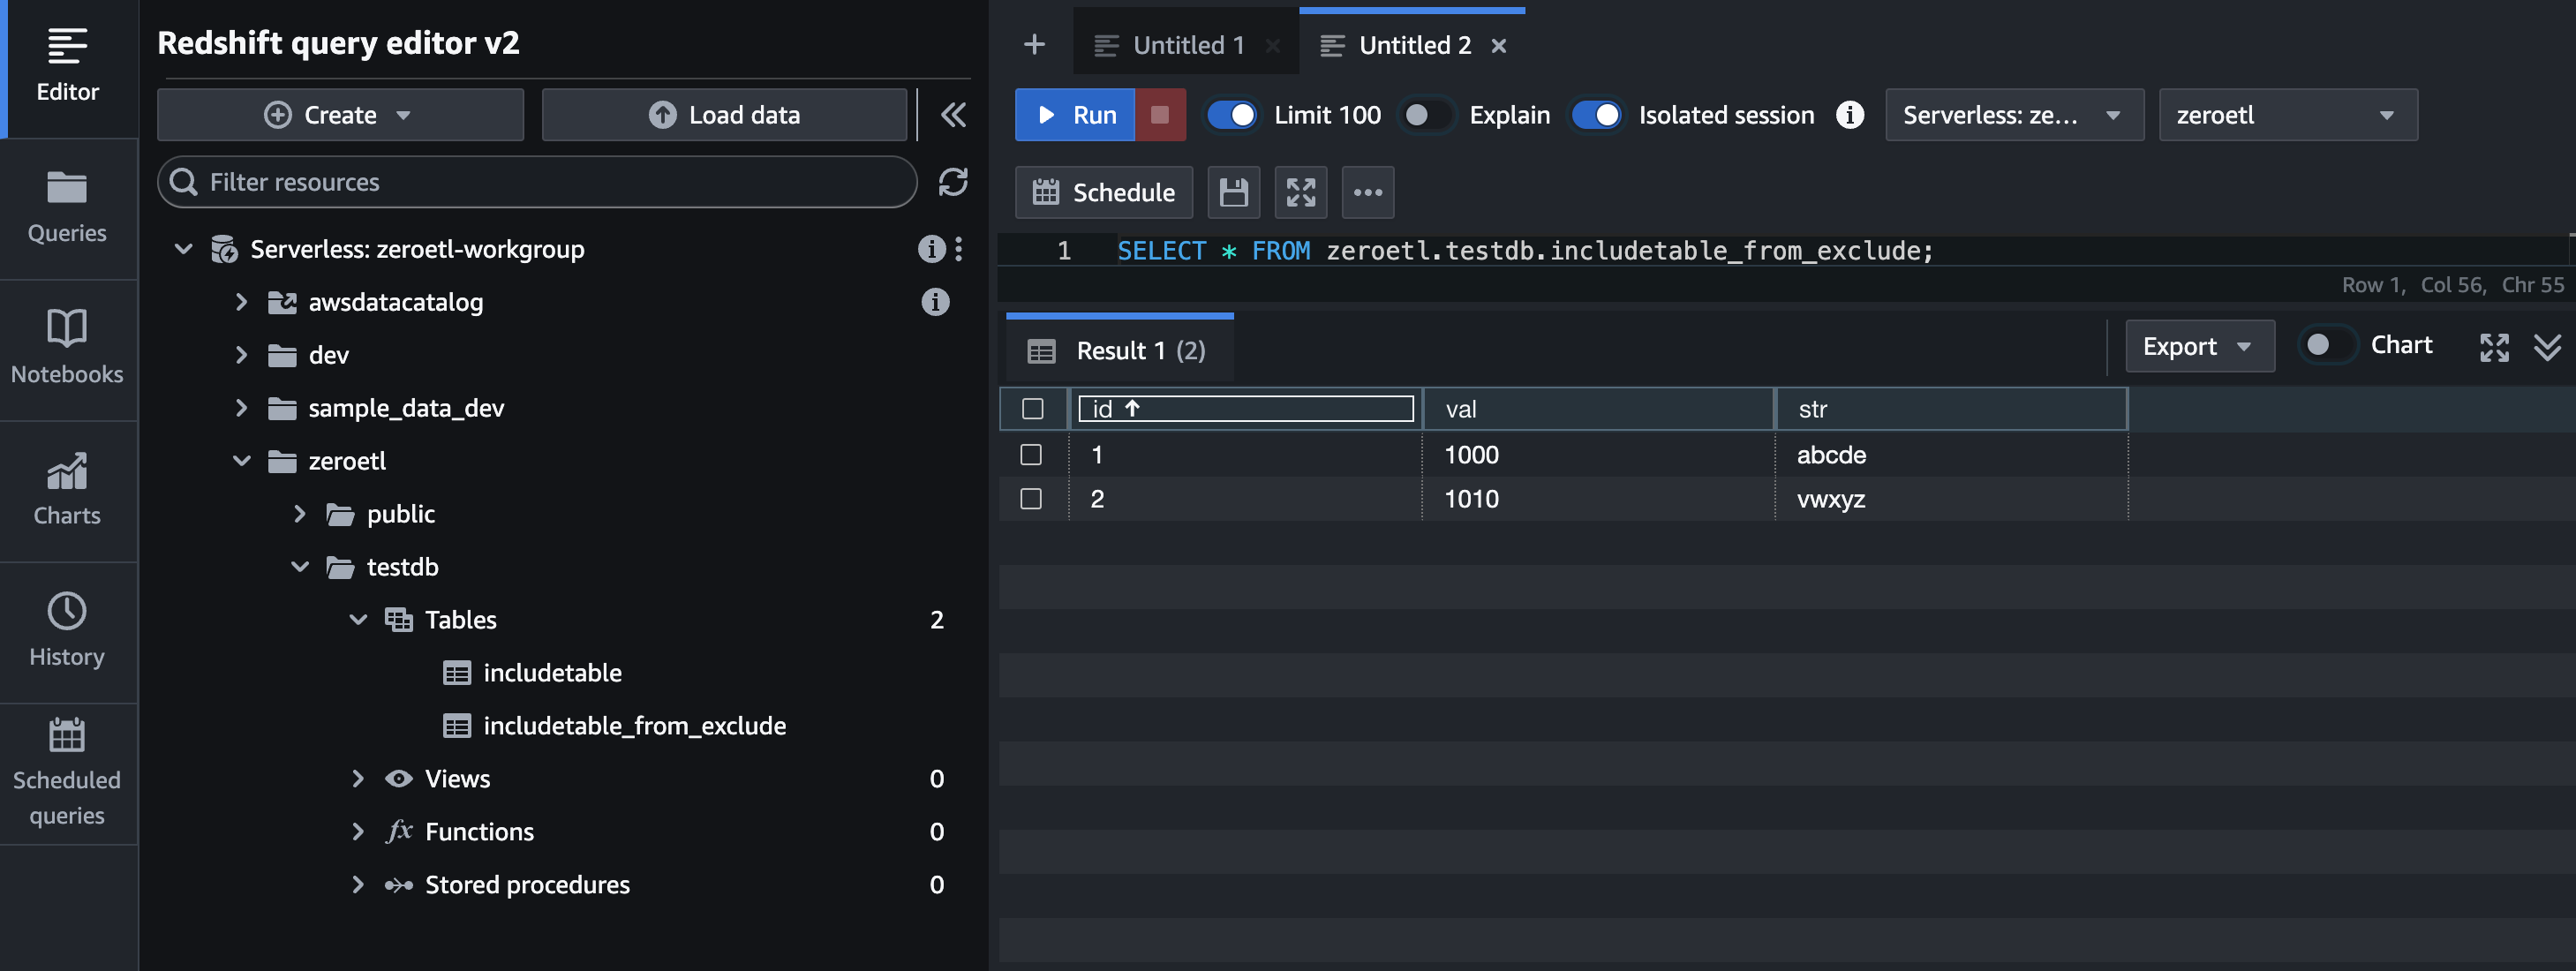 Editor
Queries
Notebooks
Charts
History
Scheduled
queries
Redshift query editor v2
Create
Load data
Filter resources
Serverless: zeroetl-workgroup
awsdatacatalog
dev
sample_data_dev
zeroetl
public
testdb
Tables 2
includetable
includetable_from_exclude
Views 0
fx Functions 0
Stored procedures 0
Untitled 1
Untitled 2
Run Limit 100 Explain Isolated session Serverless: ze... zeroetl
Schedule
1 SELECT * FROM zeroetl.testdb.includetable_from_exclude;
Row 1, Col 56, Chr 55
Result 1 (2) Export Chart
id val str
1 1000 abcde
2 1010 vwxyz